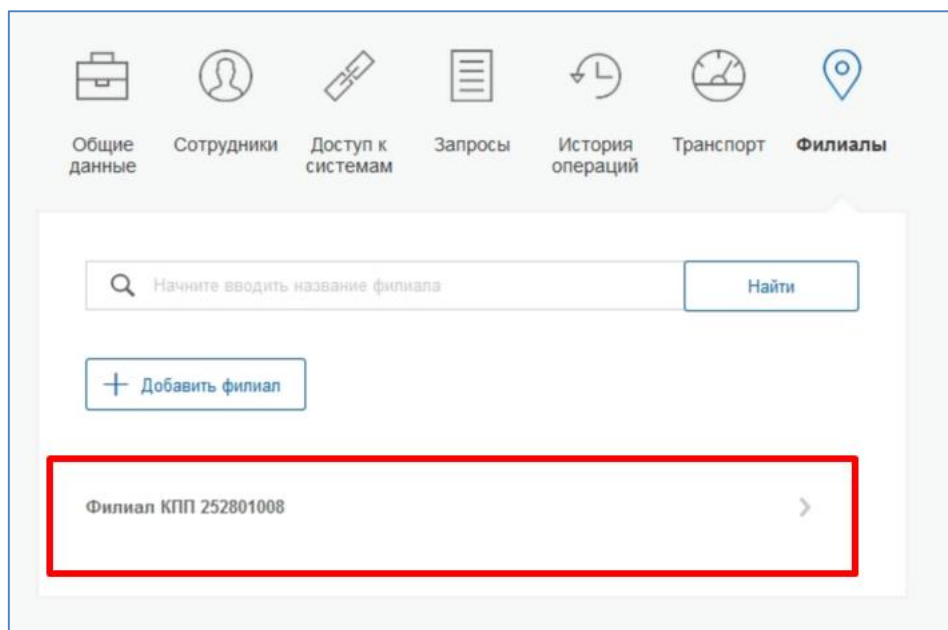 Общие данные
Сотрудники
Доступ к системам
Запросы
История операций
Транспорт
Филиалы
Начните вводить название филиала
Найти
Добавить филиал
Филиал КПП 252801008